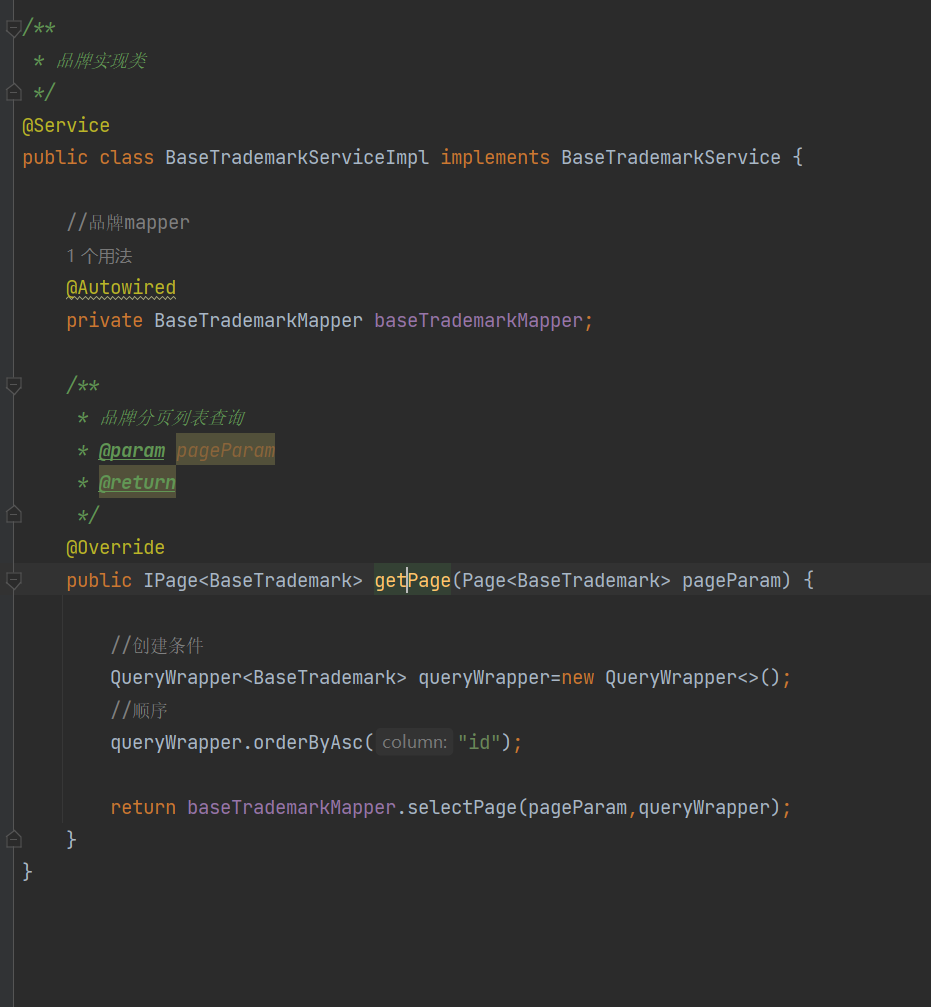 /**
* 品牌实现类
*/
@Service
public class BaseTrademarkServiceImpl implements BaseTrademarkService {
//品牌mapper
1 个用法
@Autowired
private BaseTrademarkMapper baseTrademarkMapper;
/**
* 品牌分页列表查询
* @param pageParam
* @return
*/
@Override
public IPage<BaseTrademark> getPage(Page<BaseTrademark> pageParam) {
//创建条件
QueryWrapper<BaseTrademark> queryWrapper=new QueryWrapper<>();
//顺序
queryWrapper.orderByAsc( column: "id");
return baseTrademarkMapper.selectPage(pageParam,queryWrapper);
}
}